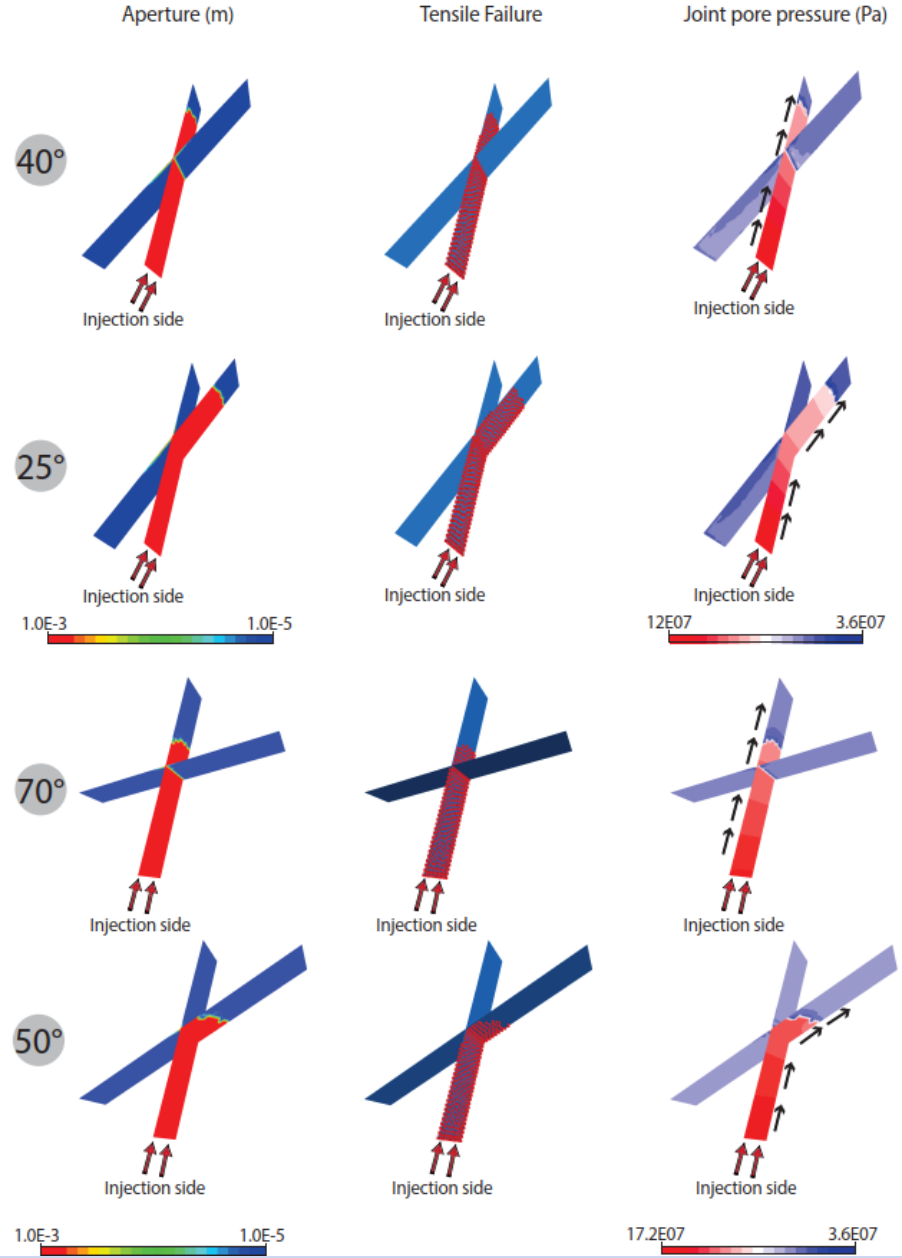 Aperture (m)
Tensile Failure
Joint pore pressure (Pa)
40°
Injection side
Injection side
Injection side
25°
Injection side
Injection side
Injection side
1.0E-3
1.0E-5
12E07
3.6E07
70°
Injection side
Injection side
Injection side
50°
Injection side
Injection side
Injection side
1.0E-3
1.0E-5
17.2E07
3.6E07